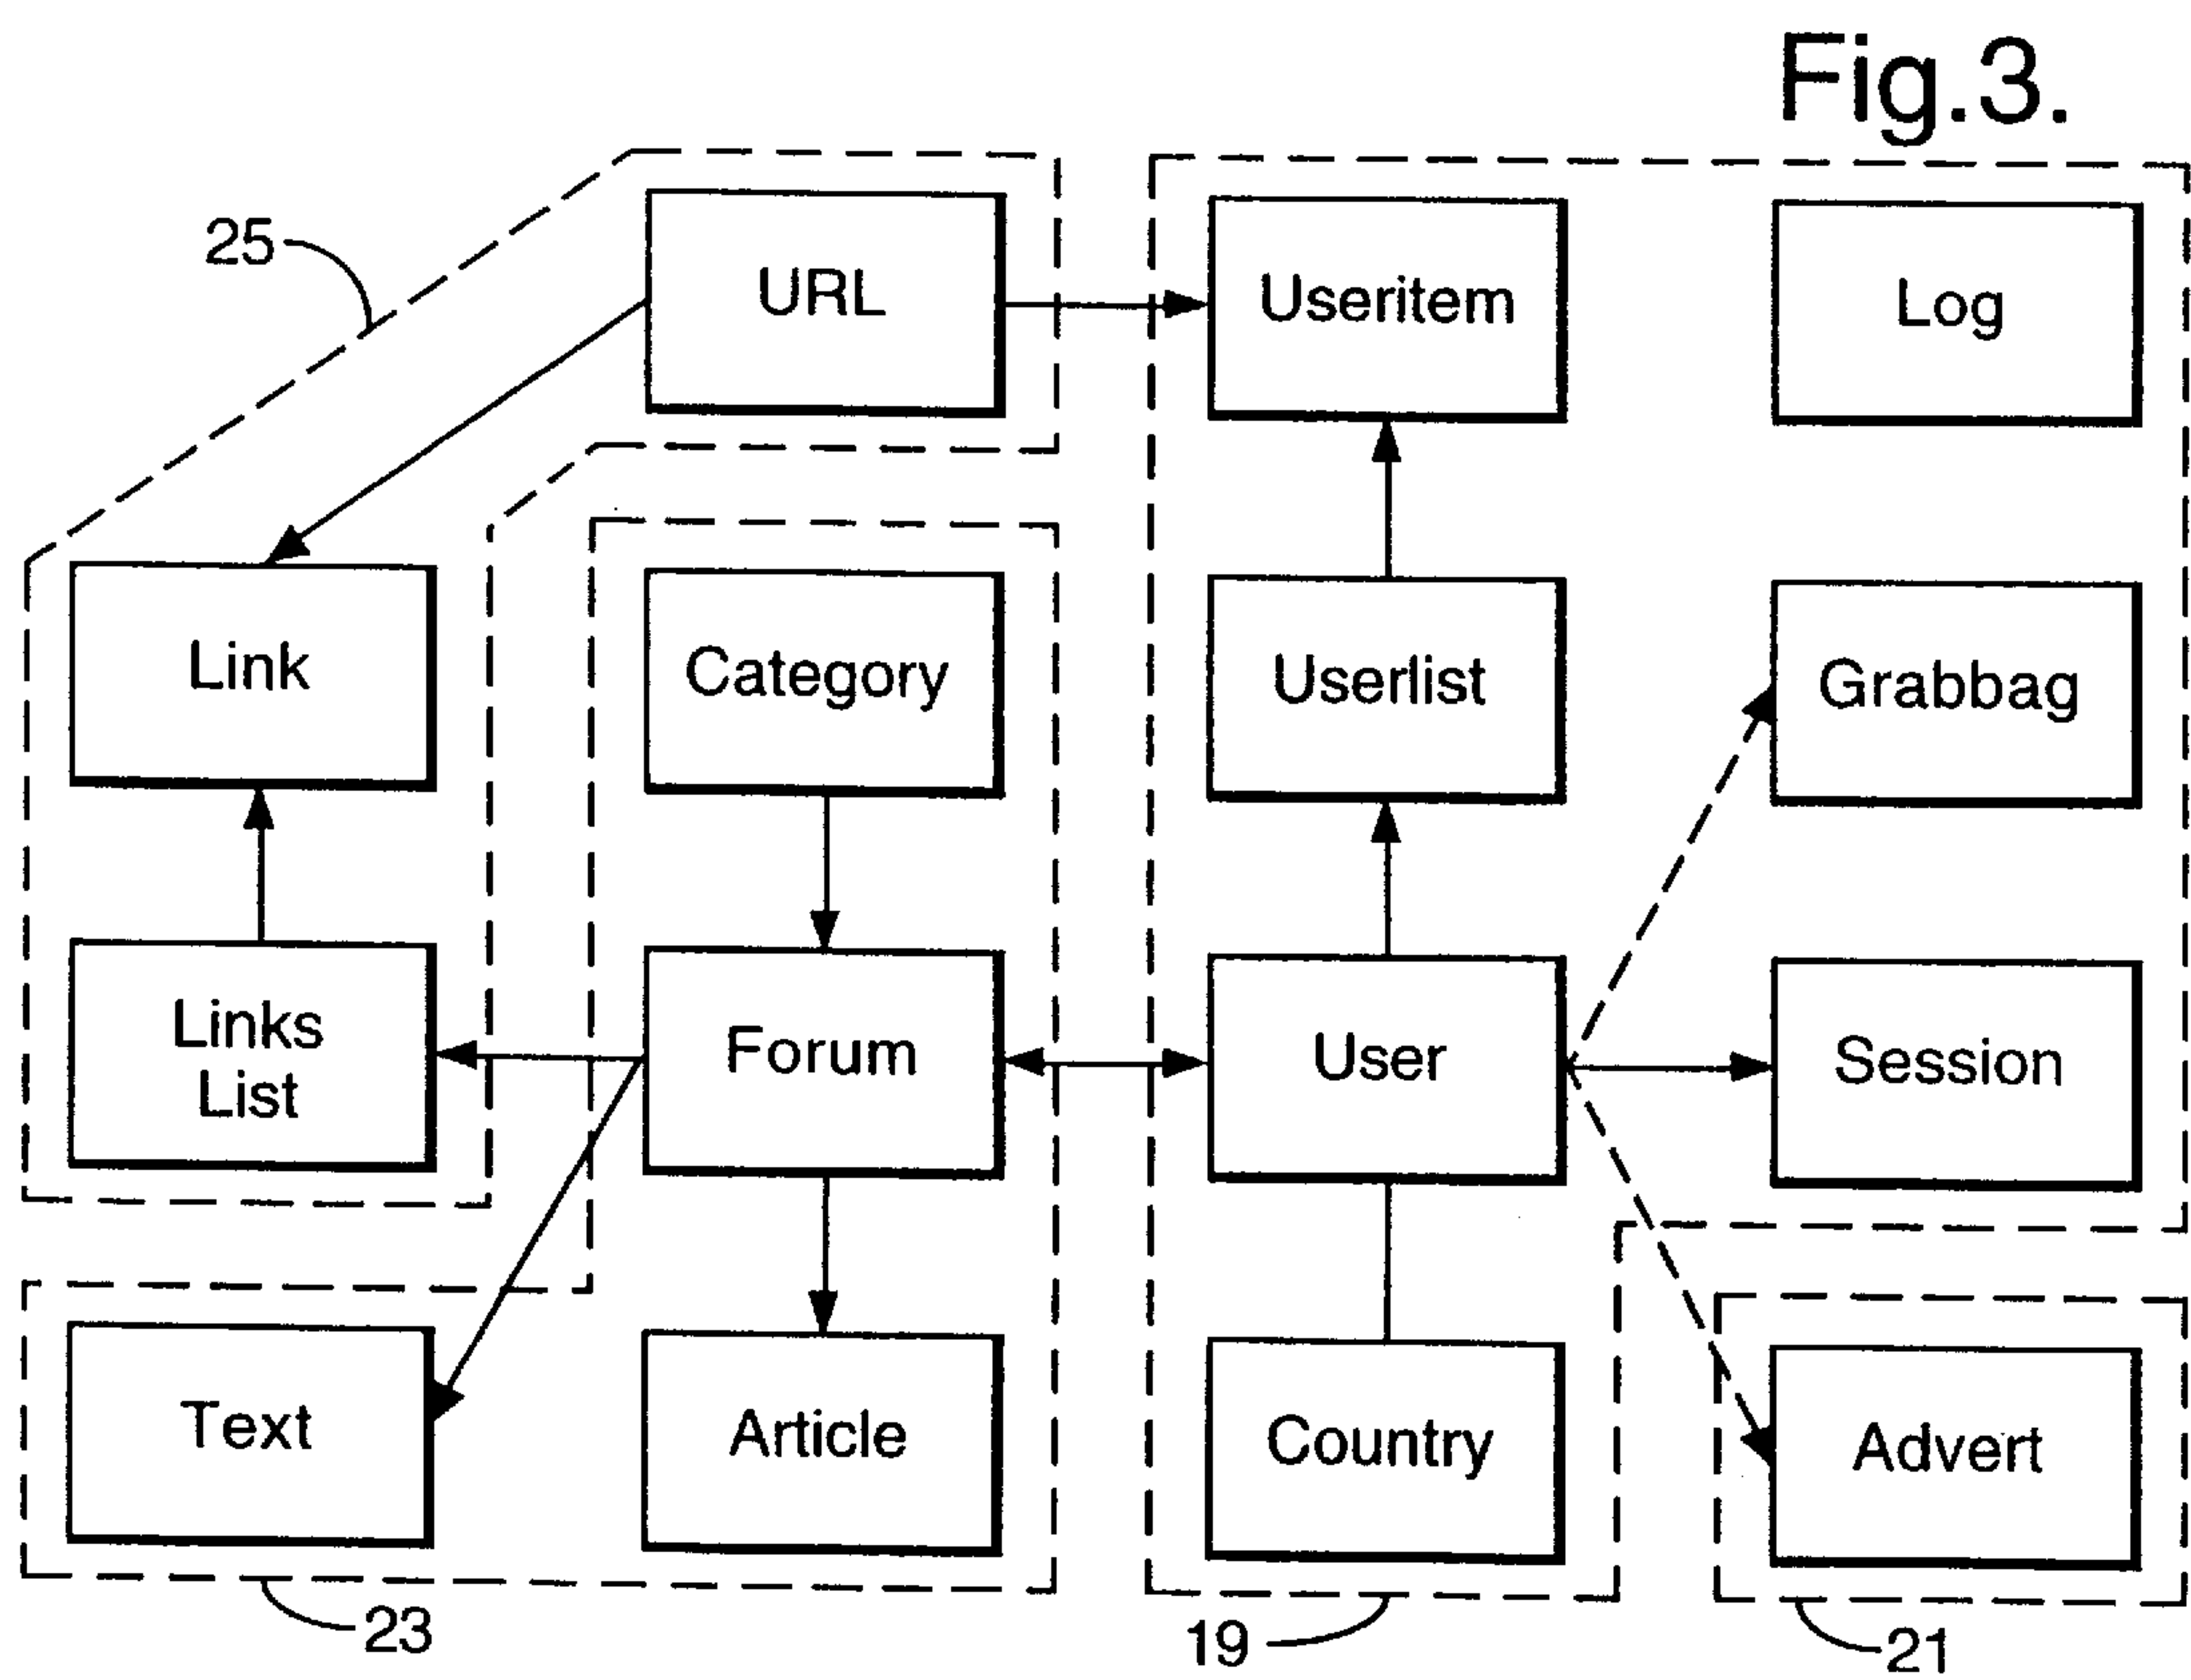 Fig.3.
25
URL
Useritem
Log
Link
Category
Userlist
Grabbag
Links
List
Forum
User
Session
Text
Article
Country
Advert
23
19
21